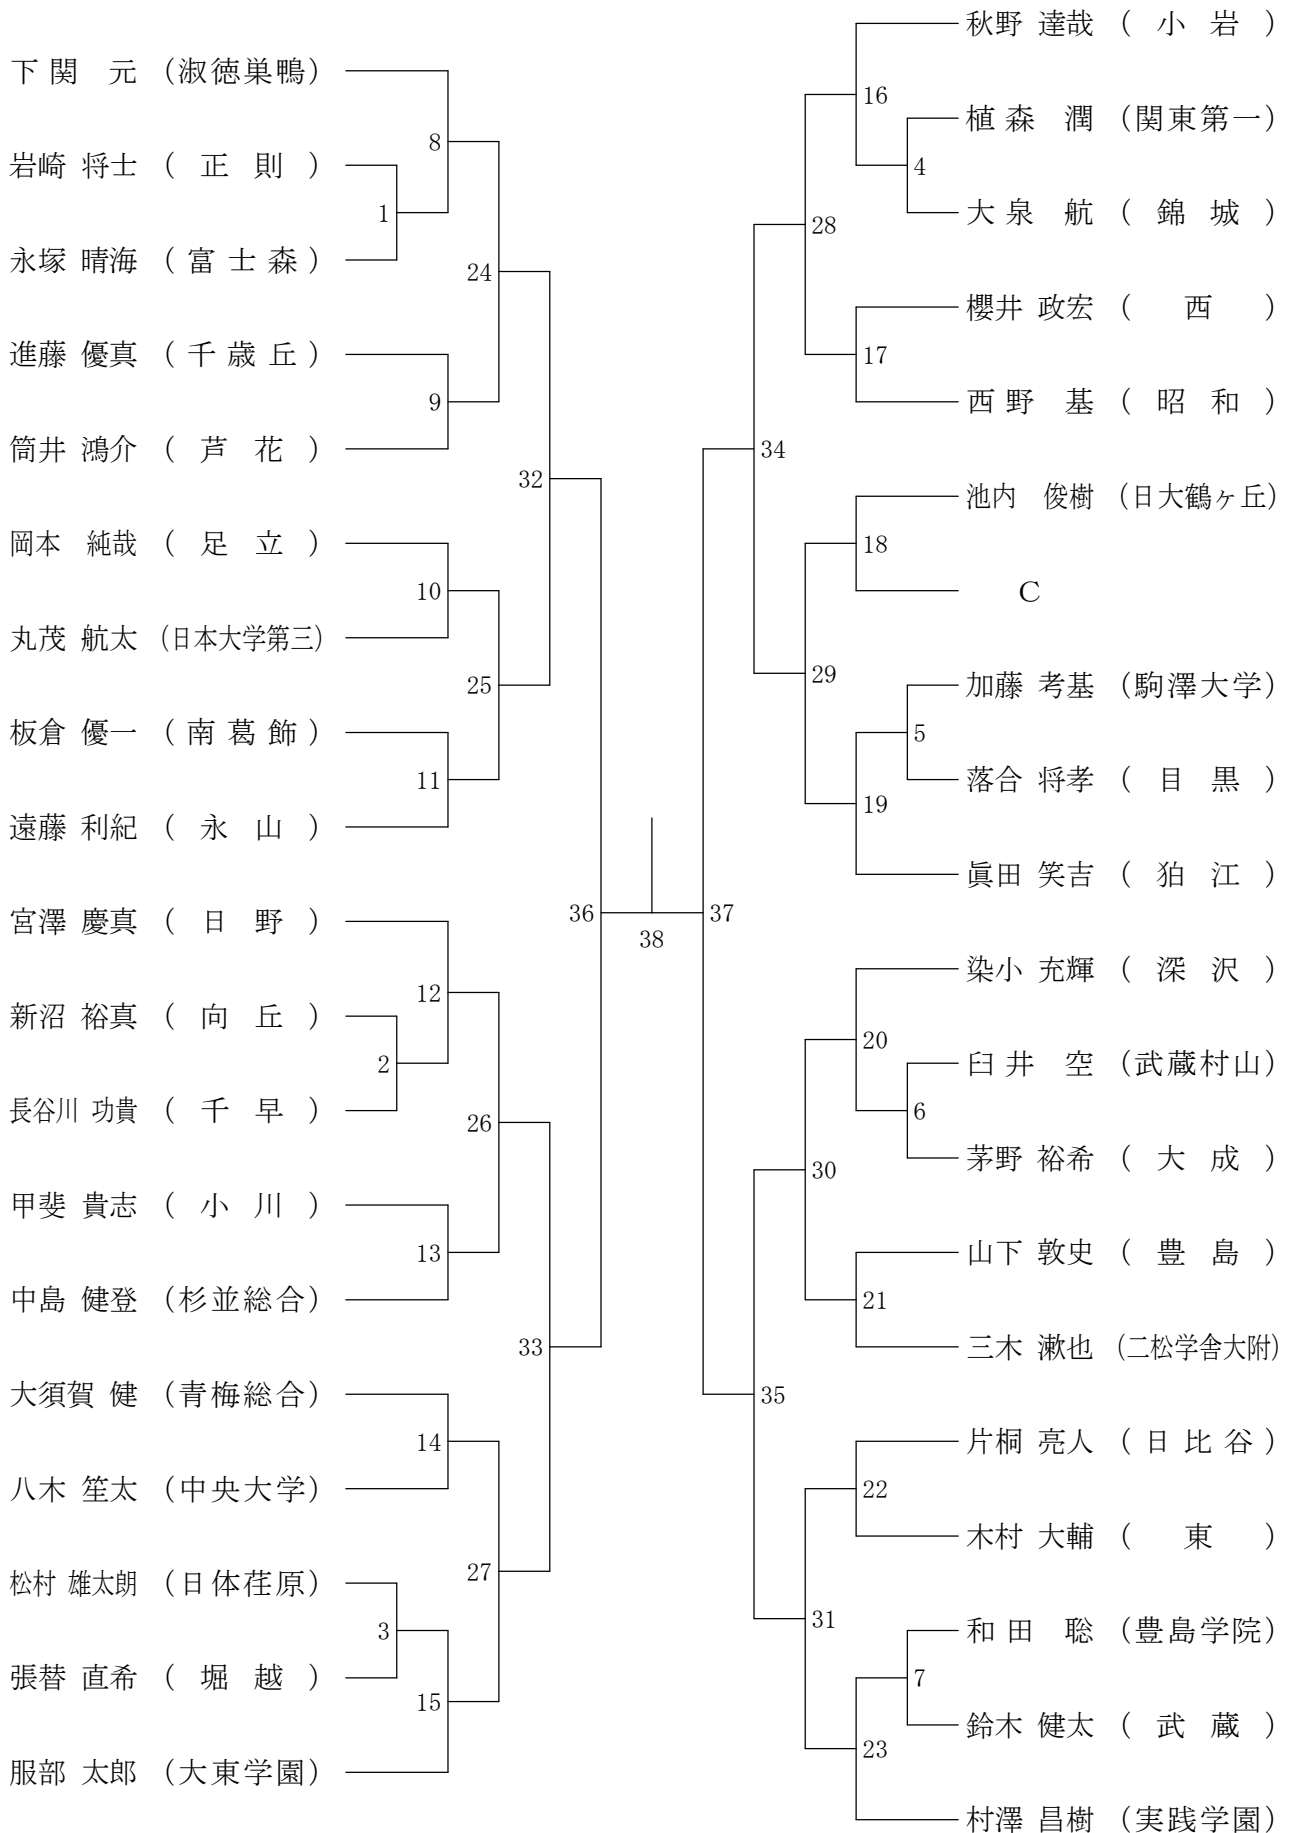 下関 元 (淑徳巣鴨)
岩崎 将士 (正則)
永塚 晴海 (富士森)
進藤 優真 (千歳丘)
筒井 鴻介 (芦花)
岡本 純哉 (足立)
丸茂 航太 (日本大学第三)
板倉 優一 (南葛飾)
遠藤 利紀 (永山)
宮澤 慶真 (日野)
新沼 裕真 (向丘)
長谷川 功貴 (千早)
甲斐 貴志 (小川)
中島 健登 (杉並総合)
大須賀 健 (青梅総合)
八木 笙太 (中央大学)
松村 雄太朗 (日体荏原)
張替 直希 (堀越)
服部 太郎 (大東学園)
1
2
3
8
9
10
11
12
13
14
15
24
25
26
27
32
33
36
38
37
34
35
28
29
30
31
16
17
18
19
20
21
22
23
4
5
6
7
秋野 達哉 (小岩)
植森 潤 (関東第一)
大泉 航 (錦城)
櫻井 政宏 (西)
西野 基 (昭和)
池内 俊樹 (日大鶴ヶ丘)
C
加藤 考基 (駒澤大学)
落合 将孝 (目黒)
眞田 笑吉 (狛江)
染小 充輝 (深沢)
臼井 空 (武蔵村山)
茅野 裕希 (大成)
山下 敦史 (豊島)
三木 漱也 (二松学舎大附)
片桐 亮人 (日比谷)
木村 大輔 (東)
和田 聡 (豊島学院)
鈴木 健太 (武蔵)
村澤 昌樹 (実践学園)